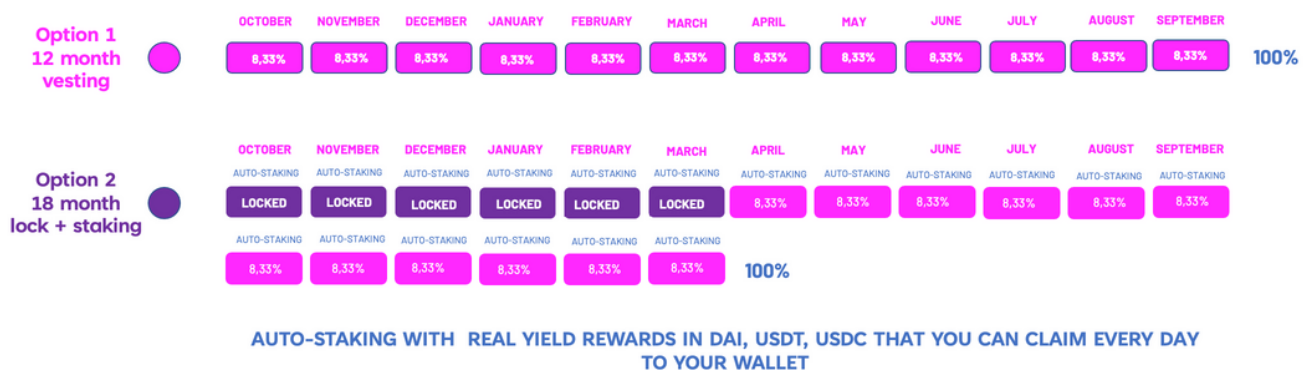 Option 1
12 month
vesting
OCTOBER NOVEMBER DECEMBER JANUARY FEBRUARY MARCH APRIL MAY JUNE JULY AUGUST SEPTEMBER
8,33% 8,33% 8,33% 8,33% 8,33% 8,33% 8,33% 8,33% 8,33% 8,33% 8,33% 8,33% 100%
Option 2
18 month
lock + staking
OCTOBER NOVEMBER DECEMBER JANUARY FEBRUARY MARCH APRIL MAY JUNE JULY AUGUST SEPTEMBER
AUTO-STAKING AUTO-STAKING AUTO-STAKING AUTO-STAKING AUTO-STAKING AUTO-STAKING AUTO-STAKING AUTO-STAKING AUTO-STAKING AUTO-STAKING AUTO-STAKING AUTO-STAKING
LOCKED LOCKED LOCKED LOCKED LOCKED LOCKED 8,33% 8,33% 8,33% 8,33% 8,33% 8,33%
AUTO-STAKING AUTO-STAKING AUTO-STAKING AUTO-STAKING AUTO-STAKING AUTO-STAKING
8,33% 8,33% 8,33% 8,33% 8,33% 8,33% 100%
AUTO-STAKING WITH REAL YIELD REWARDS IN DAI, USDT, USDC THAT YOU CAN CLAIM EVERY DAY
TO YOUR WALLET